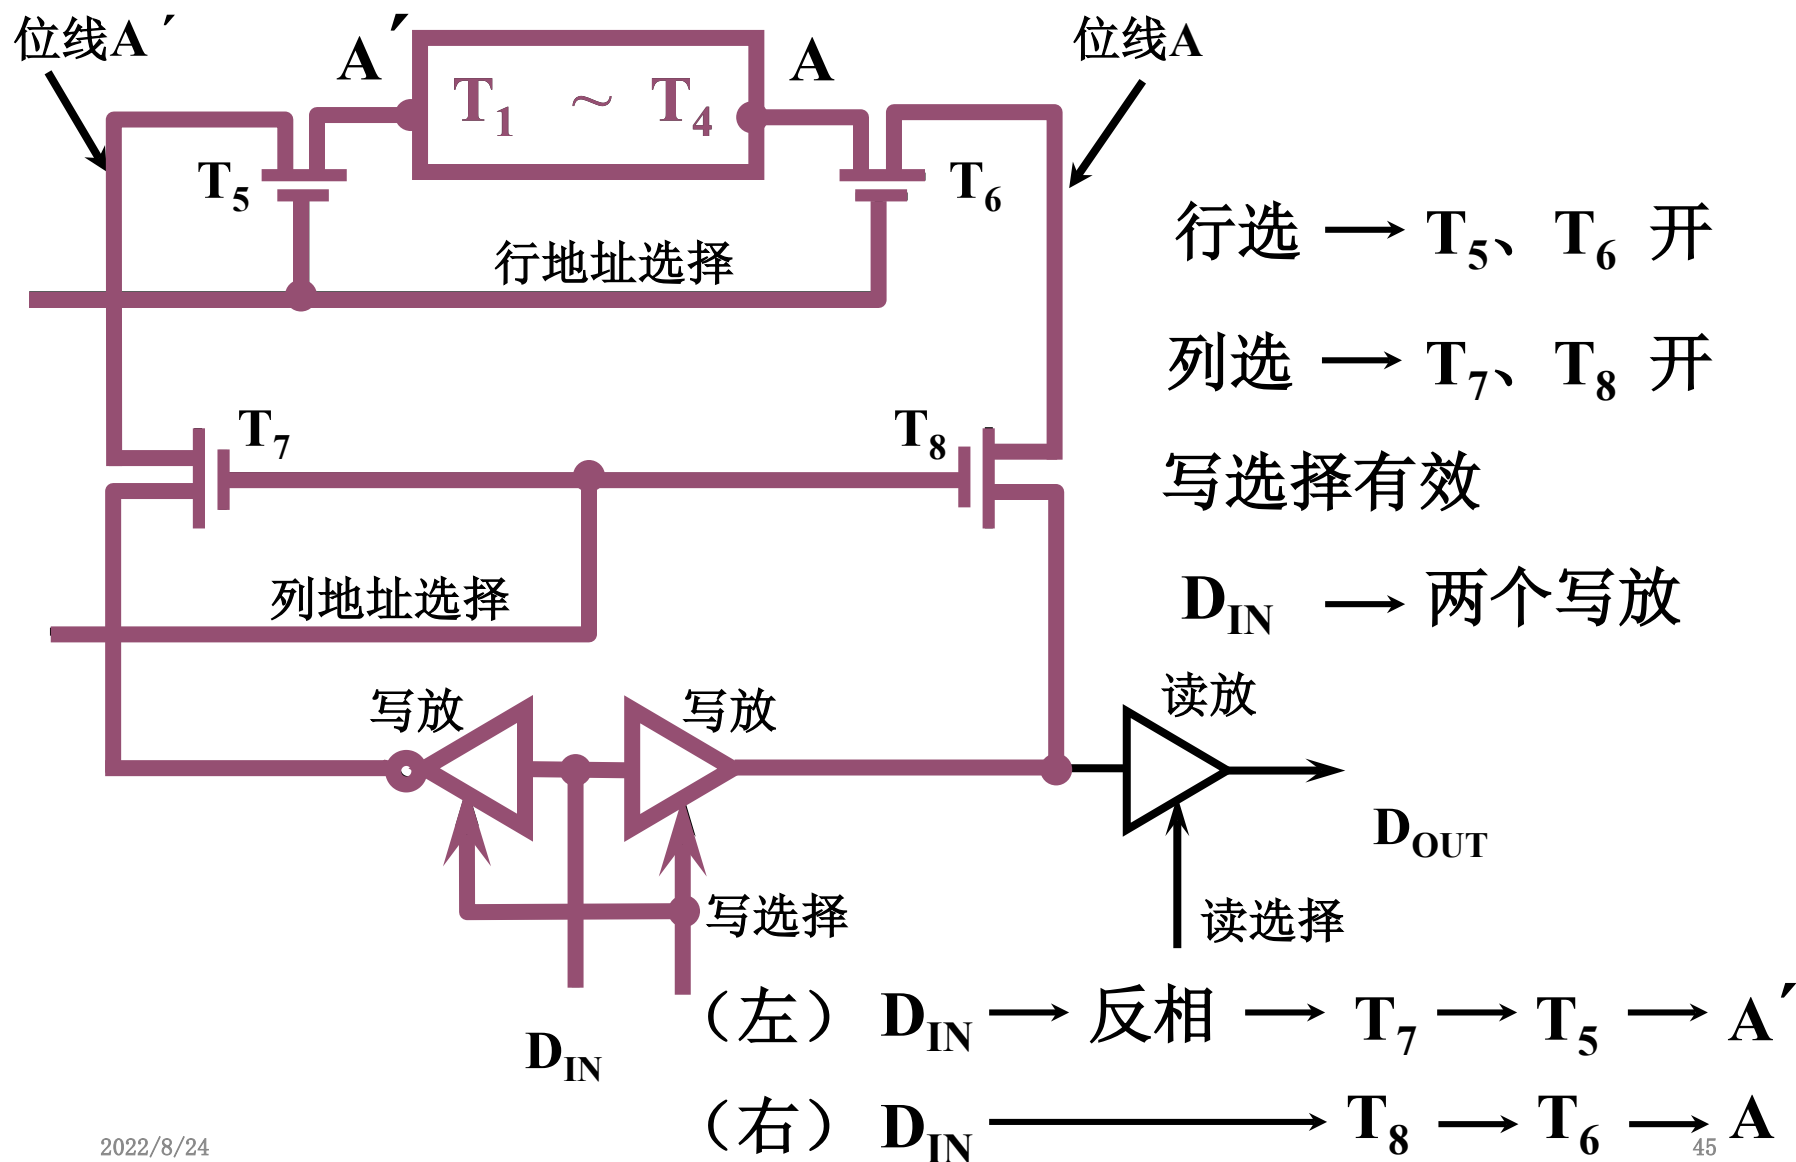 位线A′
A′
T1 ~ T4
A
位线A
T5
T6
行地址选择
行选 → T5、T6 开
列选 → T7、T8 开
T7
T8
写选择有效
列地址选择
DIN → 两个写放
写放
写放
读放
DOUT
写选择
读选择
DIN
（左） DIN → 反相 → T7 → T5 → A′
（右） DIN → T8 → T6 → A
2022/8/24
45